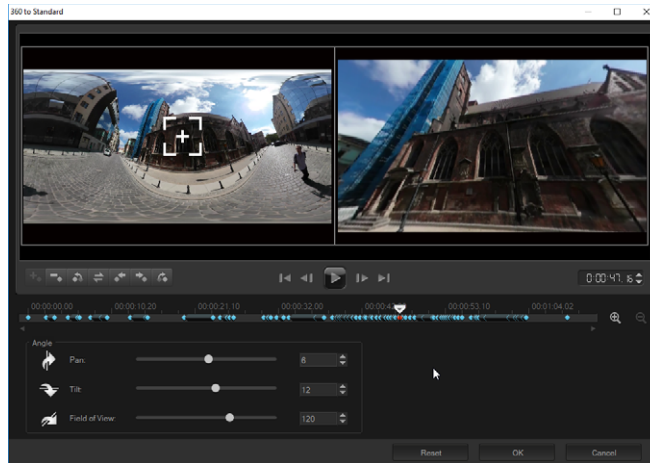 360 to Standard
0:00:47.16
00:00:00.00 00:00:10.20 00:00:21.10 00:00:32.00 00:00:53.10 00:01:04.02
Angle
Pan: 6
Tilt: 12
Field of View: 120
Reset OK Cancel